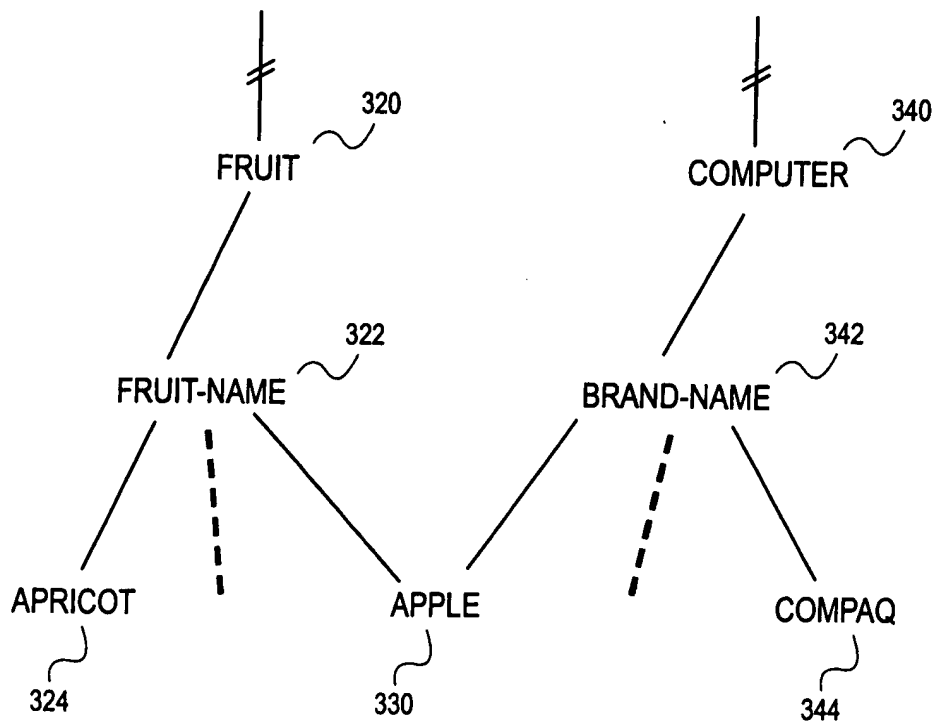 320
340
FRUIT
COMPUTER
322
342
FRUIT-NAME
BRAND-NAME
APRICOT
APPLE
COMPAQ
324
330
344